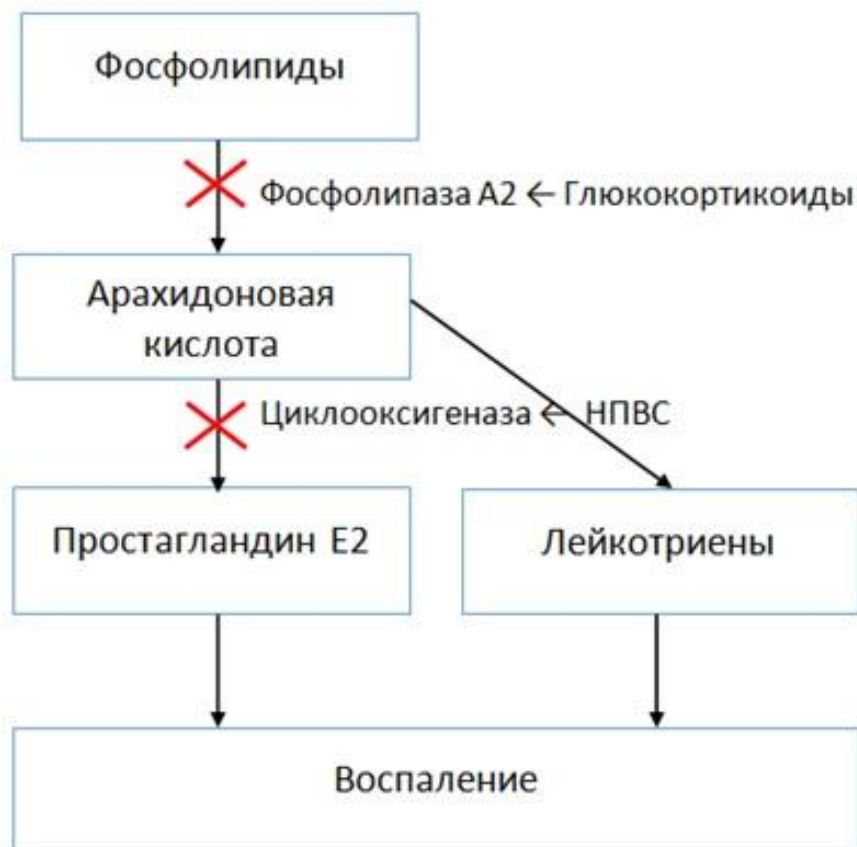 Фосфолипиды
Фосфолипаза А2 ← Глюкокортикоиды
Арахидоновая
кислота
Циклооксигеназа ← НПВС
Простагландин Е2
Лейкотриены
Воспаление